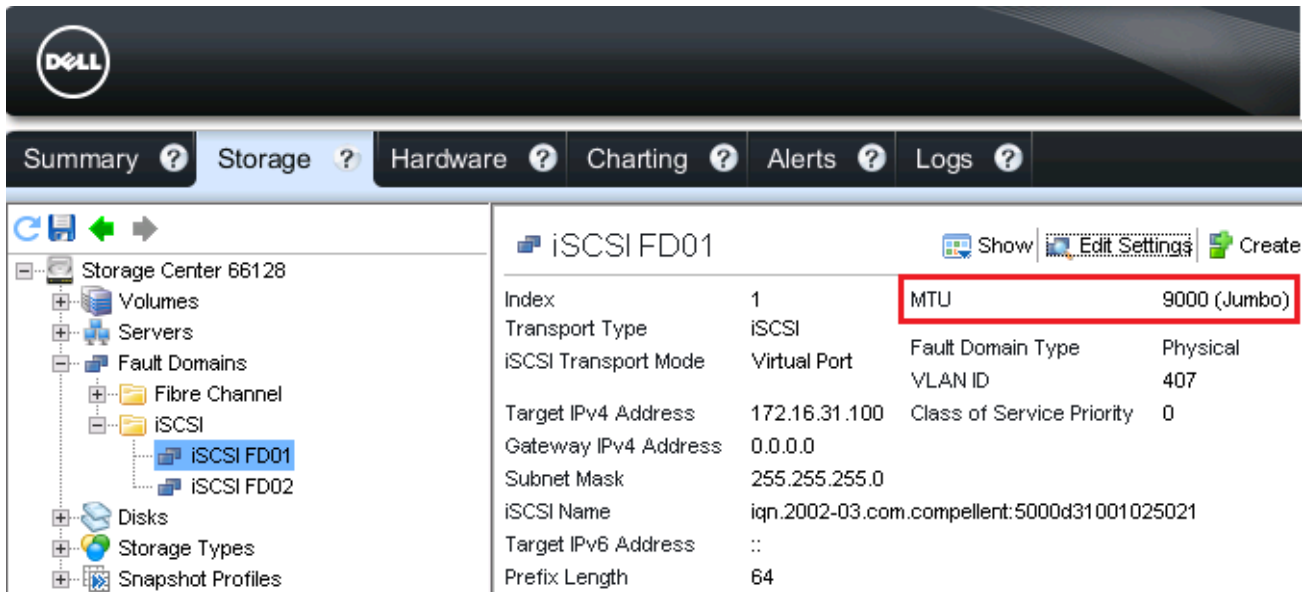 DELL
Summary ? Storage ? Hardware ? Charting ? Alerts ? Logs ?
Storage Center 66128
Volumes
Servers
Fault Domains
Fibre Channel
iSCSI
iSCSI FD01
iSCSI FD02
Disks
Storage Types
Snapshot Profiles
iSCSI FD01 Show Edit Settings Create
Index 1 MTU 9000 (Jumbo)
Transport Type iSCSI
iSCSI Transport Mode Virtual Port Fault Domain Type Physical
VLAN ID 407
Target IPv4 Address 172.16.31.100 Class of Service Priority 0
Gateway IPv4 Address 0.0.0.0
Subnet Mask 255.255.255.0
iSCSI Name iqn.2002-03.com.compellent:5000d31001025021
Target IPv6 Address ::
Prefix Length 64